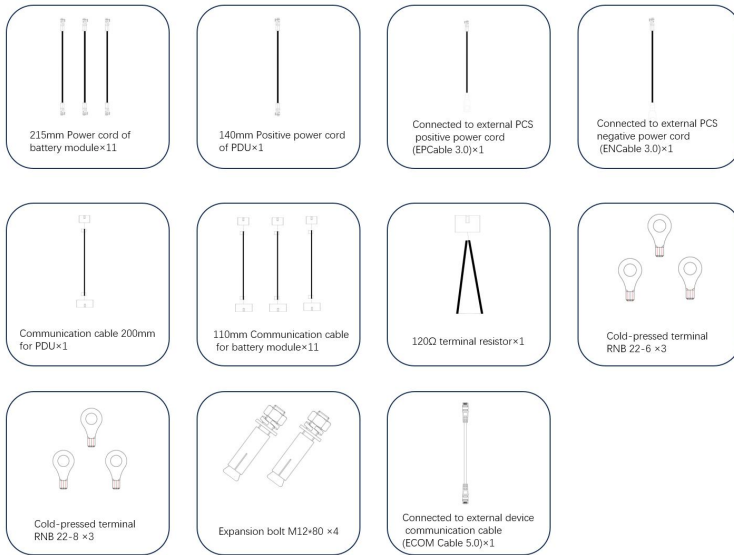 215mm Power cord of
battery module×11
140mm Positive power cord
of PDU×1
Connected to external PCS
positive power cord
(EPCable 3.0)×1
Connected to external PCS
negative power cord
(ENCable 3.0)×1
Communication cable 200mm
for PDU×1
110mm Communication cable
for battery module×11
120Ω terminal resistor×1
Cold-pressed terminal
RNB 22-6 ×3
Cold-pressed terminal
RNB 22-8 ×3
Expansion bolt M12*80 ×4
Connected to external device
communication cable
(ECOM Cable 5.0)×1